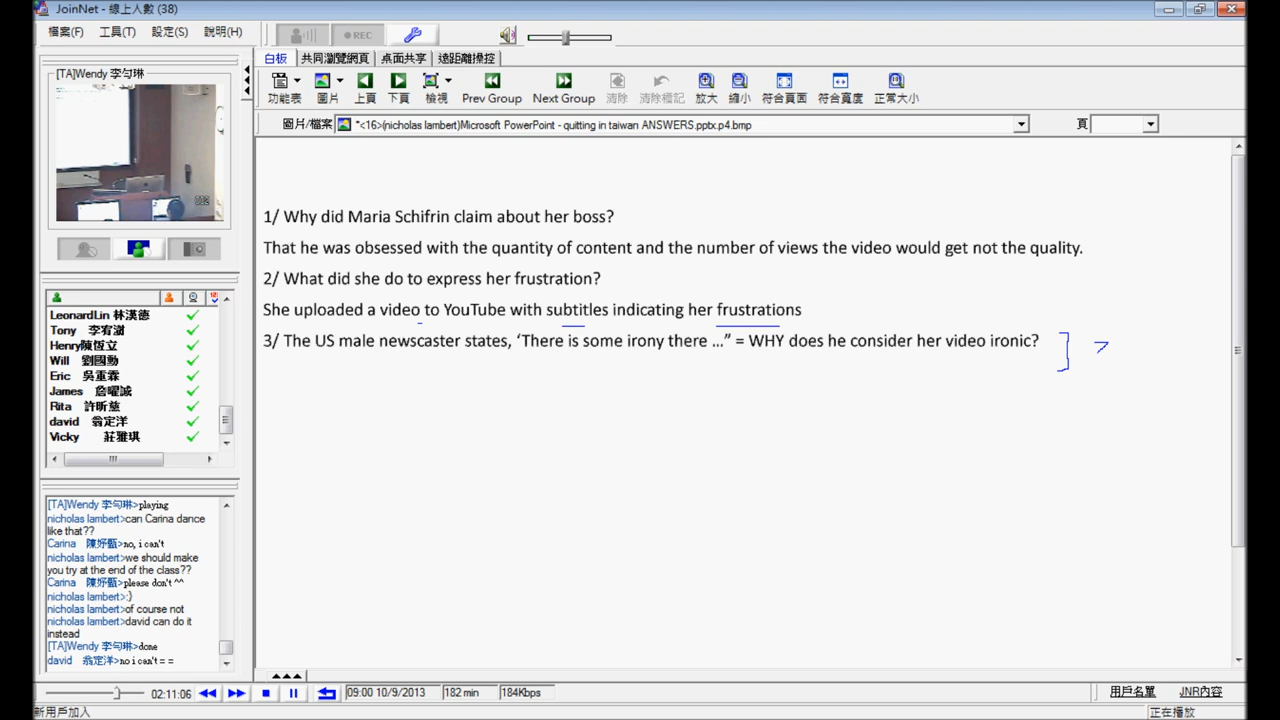 JoinNet - 線上人數 (38)
檔案(F) 工具(T) 設定(S) 說明(H)
REC
[TA]Wendy 李勻琳
白板 共同瀏覽網頁 桌面共享 遠距離操控
功能表 圖片 上頁 下頁 檢視 Prev Group Next Group 清除 清除標記 放大 縮小 符合頁面 符合寬度 正常大小
圖片/檔案 *<16>(nicholas lambert)Microsoft PowerPoint - quitting in taiwan ANSWERS.pptx.p4.bmp 頁
1/ Why did Maria Schifrin claim about her boss?
That he was obsessed with the quantity of content and the number of views the video would get not the quality.
2/ What did she do to express her frustration?
She uploaded a video to YouTube with subtitles indicating her frustrations
3/ The US male newscaster states, ‘There is some irony there …” = WHY does he consider her video ironic?
LeonardLin 林漢德
Tony 李宥澍
Henry陳恆立
Will 劉國勳
Eric 吳重霖
James 詹曜誠
Rita 許昕慈
david 翁定洋
Vicky 莊雅琪
[TA]Wendy 李勻琳>playing
nicholas lambert>can Carina dance
like that??
Carina 陳妤甄>no, i can't
nicholas lambert>we should make
you try at the end of the class??
Carina 陳妤甄>please don't ^^
nicholas lambert>:}
nicholas lambert>of course not
nicholas lambert>david can do it
instead
[TA]Wendy 李勻琳>done
david 翁定洋>no i can't = =
02:11:06 09:00 10/9/2013 182 min 184Kbps 用戶名單 JNR內容
新用戶加入 正在播放